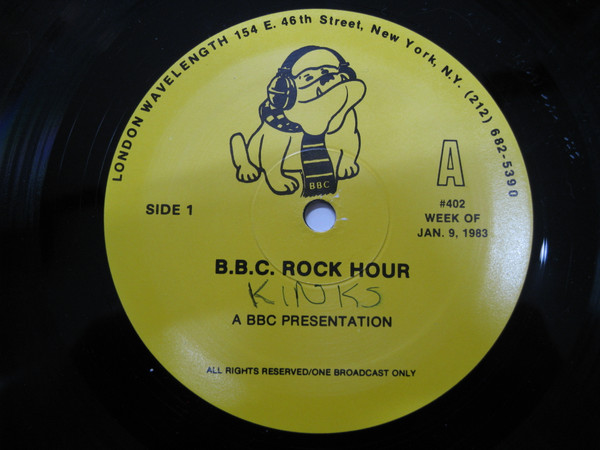 LONDON WAVELENGTH 154 E. 46th Street, New York, N.Y. (212) 682-5390
BBC
A
SIDE 1
#402
WEEK OF
JAN. 9, 1983
B.B.C. ROCK HOUR
KINKS
A BBC PRESENTATION
ALL RIGHTS RESERVED/ONE BROADCAST ONLY